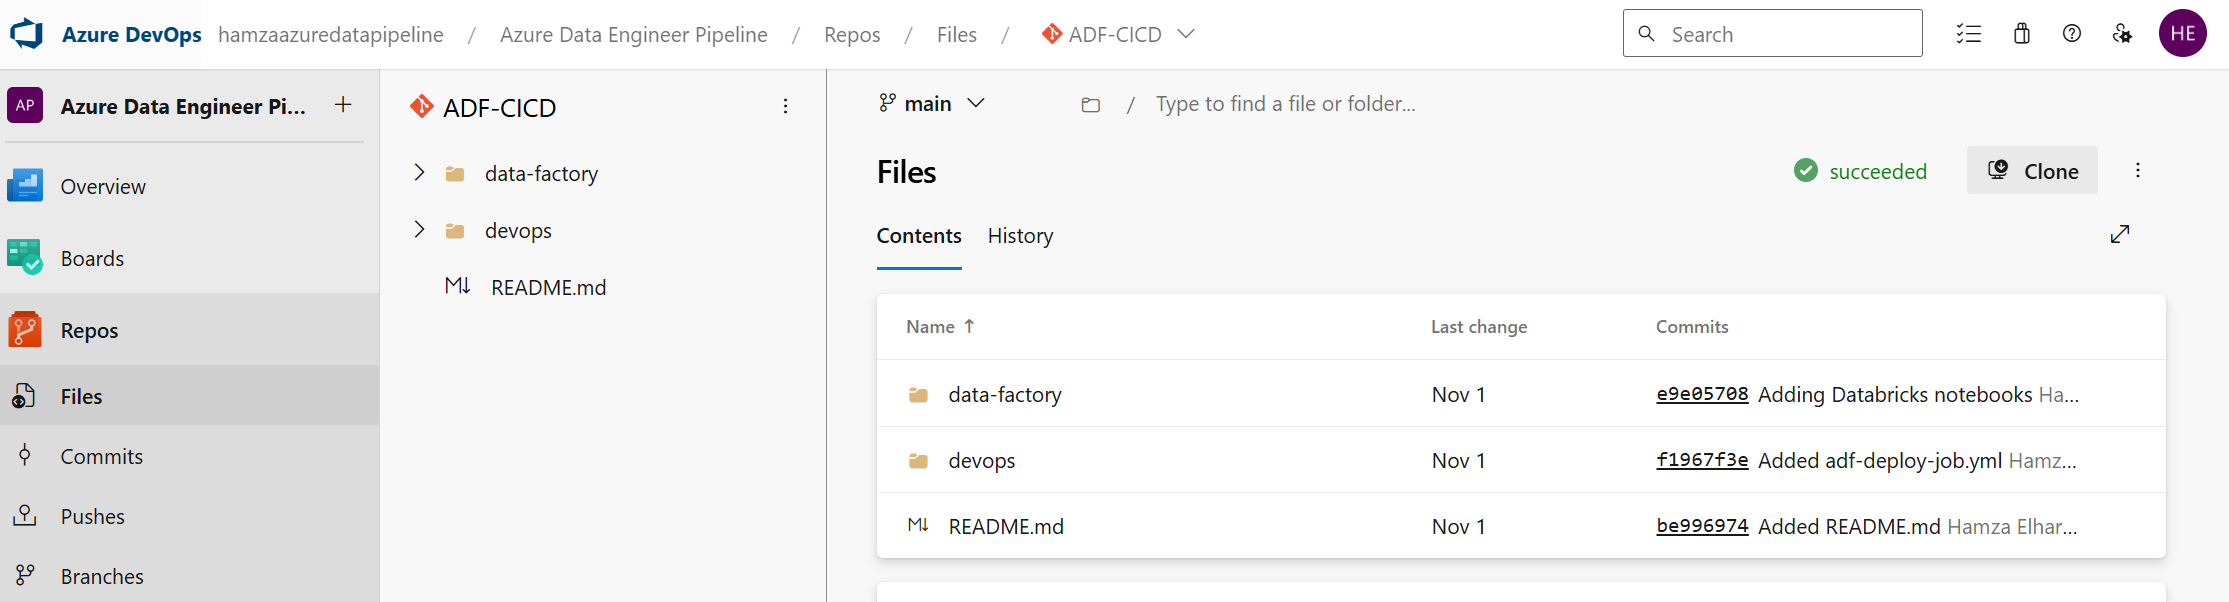 Azure DevOps hamzaazuredatapipeline / Azure Data Engineer Pipeline / Repos / Files / ADF-CICD Search HE
AP Azure Data Engineer Pi... +
Overview
Boards
Repos
Files
Commits
Pushes
Branches
ADF-CICD
data-factory
devops
README.md
main / Type to find a file or folder...
Files succeeded Clone
Contents History
Name ↑ Last change Commits
data-factory Nov 1 e9e05708 Adding Databricks notebooks Ha...
devops Nov 1 f1967f3e Added adf-deploy-job.yml Hamz...
README.md Nov 1 be996974 Added README.md Hamza Elhar...